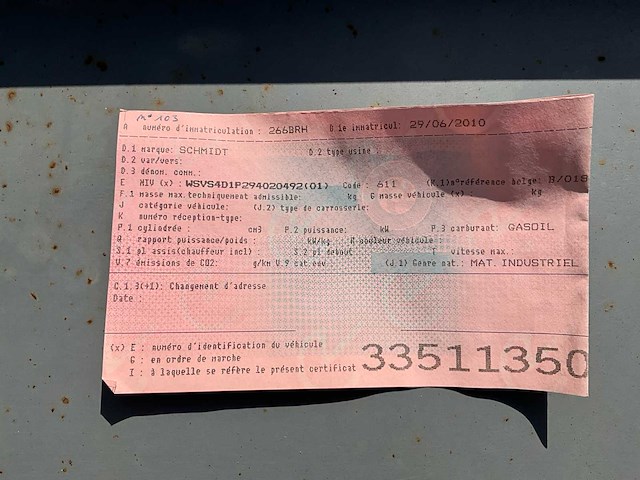 N° 103
A numéro d'immatriculation : 266BRH D 1e immatricul: 29/06/2010
D.1 marque: SCHMIDT D.2 type usine :
D.2 var/vers:
D.3 dénom. comm.:
E NIV (x) : WSVS4D1P294020492(01) Code : 611 (K.1)n°référence belge: B/018
F.1 masse max.techniquement admissible: kg G masse véhicule (x) : kg
J catégorie véhicule: (J.2) type de carrosserie:
K numéro réception-type:
P.1 cylindrée : cm3 P.2 puissance: kW P.3 carburant: GASOIL
Q rapport puissance/poids : kW/kg R couleur véhicule
S.1 pl assis(chauffeur incl) : S.2 pl debout T vitesse max.:
V.7 émissions de CO2: g/km V.9 cat.env. (J.1) Genre nat.: MAT. INDUSTRIEL
C.1.3(+1): Changement d'adresse
Date :
(x) E : numéro d'identification du véhicule
G : en ordre de marche
I : à laquelle se réfère le présent certificat 33511350